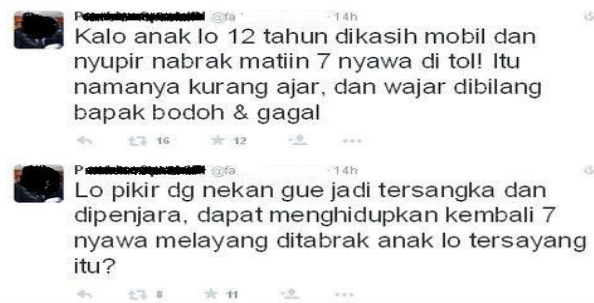 @fa 14h
Kalo anak lo 12 tahun dikasih mobil dan
nyupir nabrak matiin 7 nyawa di tol! Itu
namanya kurang ajar, dan wajar dibilang
bapak bodoh & gagal
16 12
P @fa 14h
Lo pikir dg nekan gue jadi tersangka dan
dipenjara, dapat menghidupkan kembali 7
nyawa melayang ditabrak anak lo tersayang
itu?
8 11